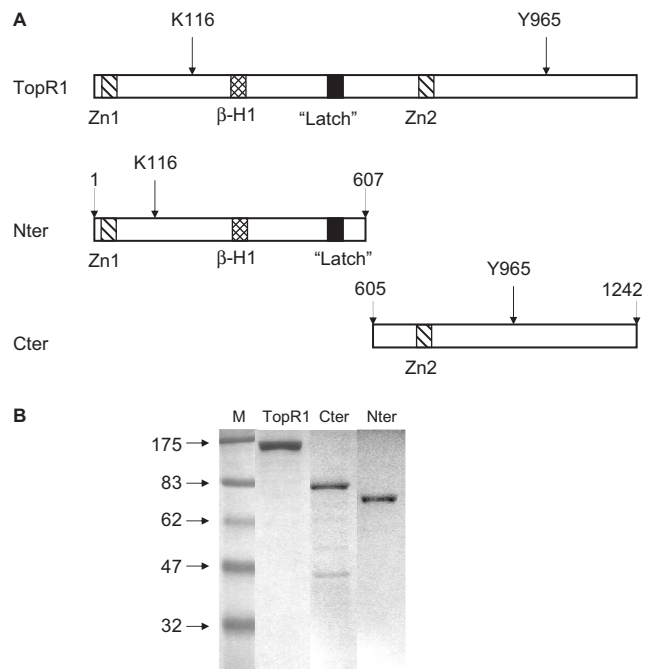 A
K116 Y965
TopR1
Zn1 β-H1 “Latch” Zn2
K116
1 607
Nter
Zn1 β-H1 “Latch”
605 Y965 1242
Cter
Zn2
B
M TopR1 Cter Nter
175
83
62
47
32